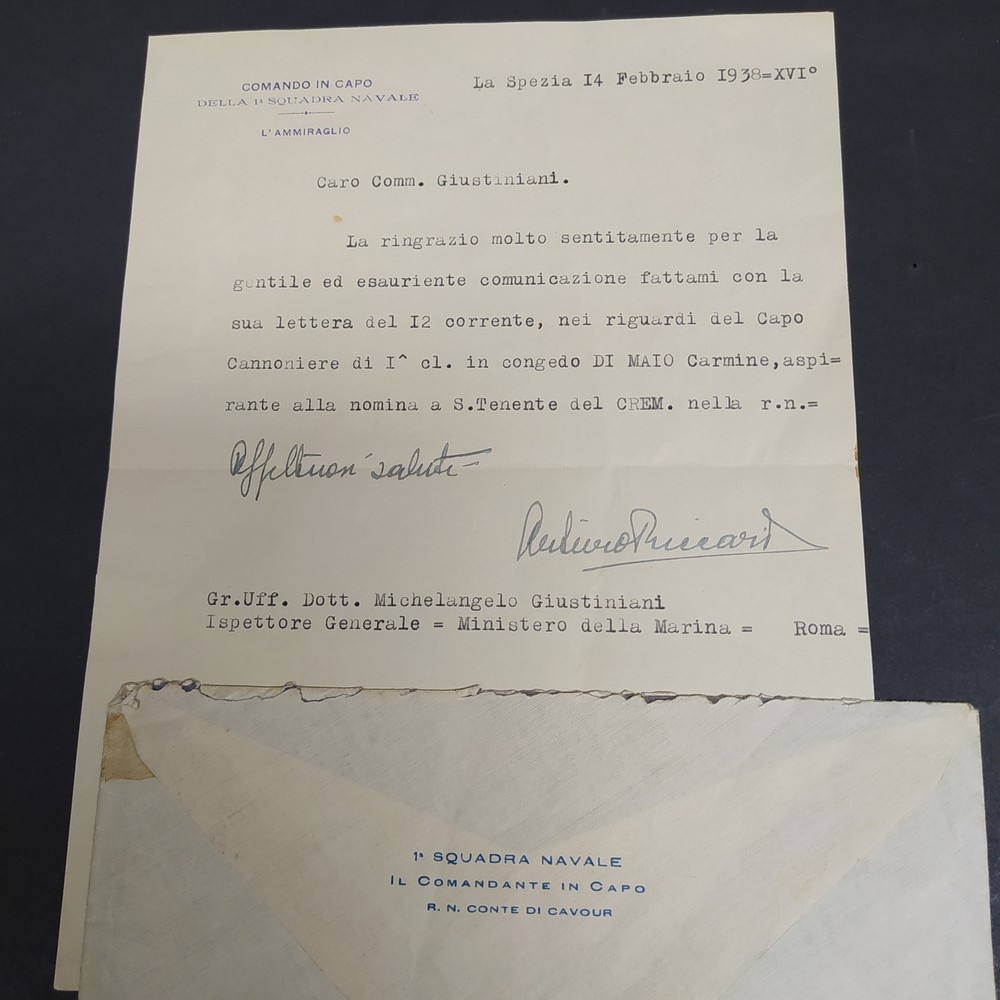 COMANDO IN CAPO
DELLA 1ª SQUADRA NAVALE
L'AMMIRAGLIO
La Spezia I4 Febbraio I938=XVIº
Caro Comm. Giustiniani.
La ringrazio molto sentitamente per la
gentile ed esauriente comunicazione fattami con la
sua lettera del I2 corrente, nei riguardi del Capo
Cannoniere di I^ cl. in congedo DI MAIO Carmine,aspi=
rante alla nomina a S.Tenente del CREM. nella r.n.=
Affettuosi saluti
Arturo Riccardi
Gr.Uff. Dott. Michelangelo Giustiniani
Ispettore Generale = Ministero della Marina = Roma =
1ª SQUADRA NAVALE
IL COMANDANTE IN CAPO
R. N. CONTE DI CAVOUR